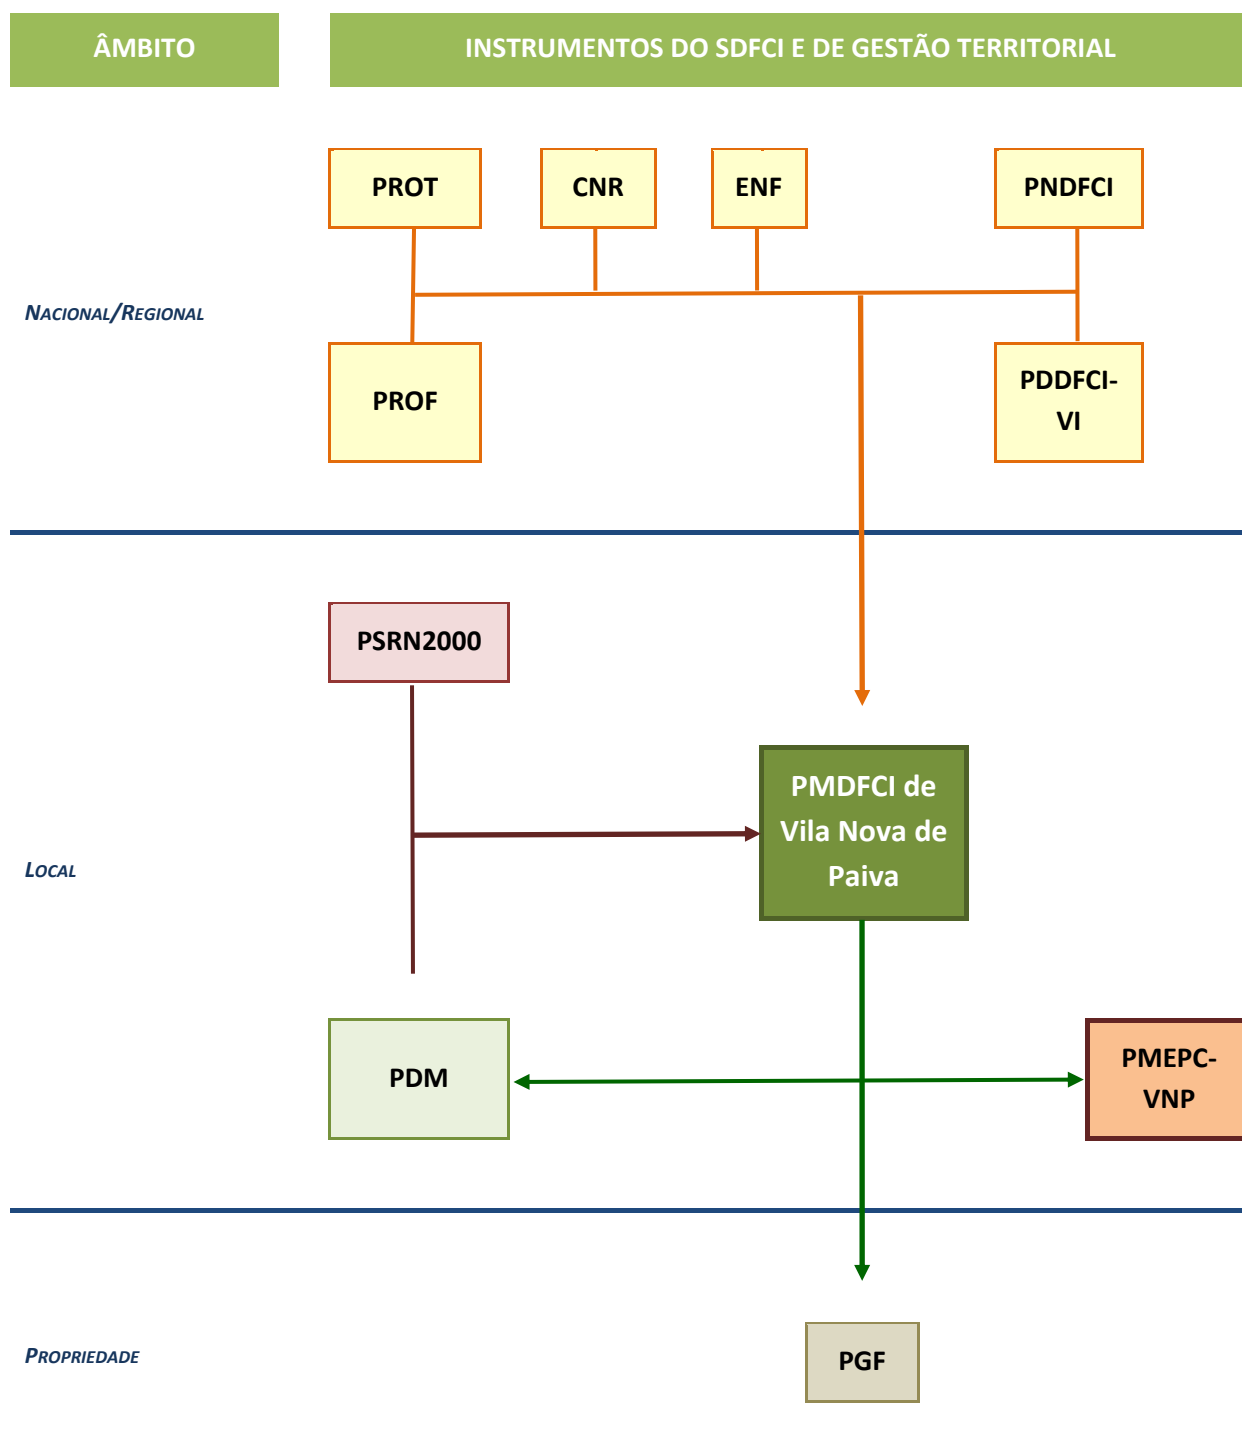 ÂMBITO
INSTRUMENTOS DO SDFCI E DE GESTÃO TERRITORIAL
PROT
CNR
ENF
PNDFCI
NACIONAL/REGIONAL
PROF
PDDFCI-
VI
PSRN2000
PMDFCI de
Vila Nova de
Paiva
LOCAL
PDM
PMEPC-
VNP
PROPRIEDADE
PGF